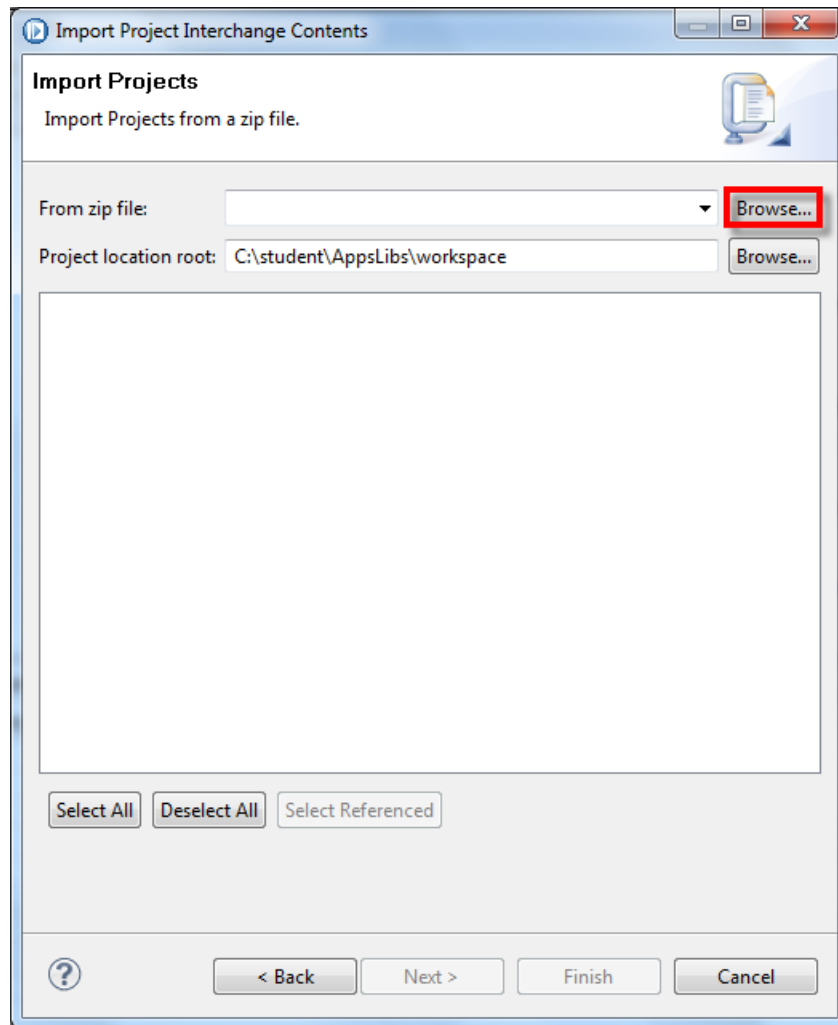 Import Project Interchange Contents
Import Projects
Import Projects from a zip file.
From zip file: Browse...
Project location root: C:\student\AppsLibs\workspace Browse...
Select All Deselect All Select Referenced
? < Back Next > Finish Cancel